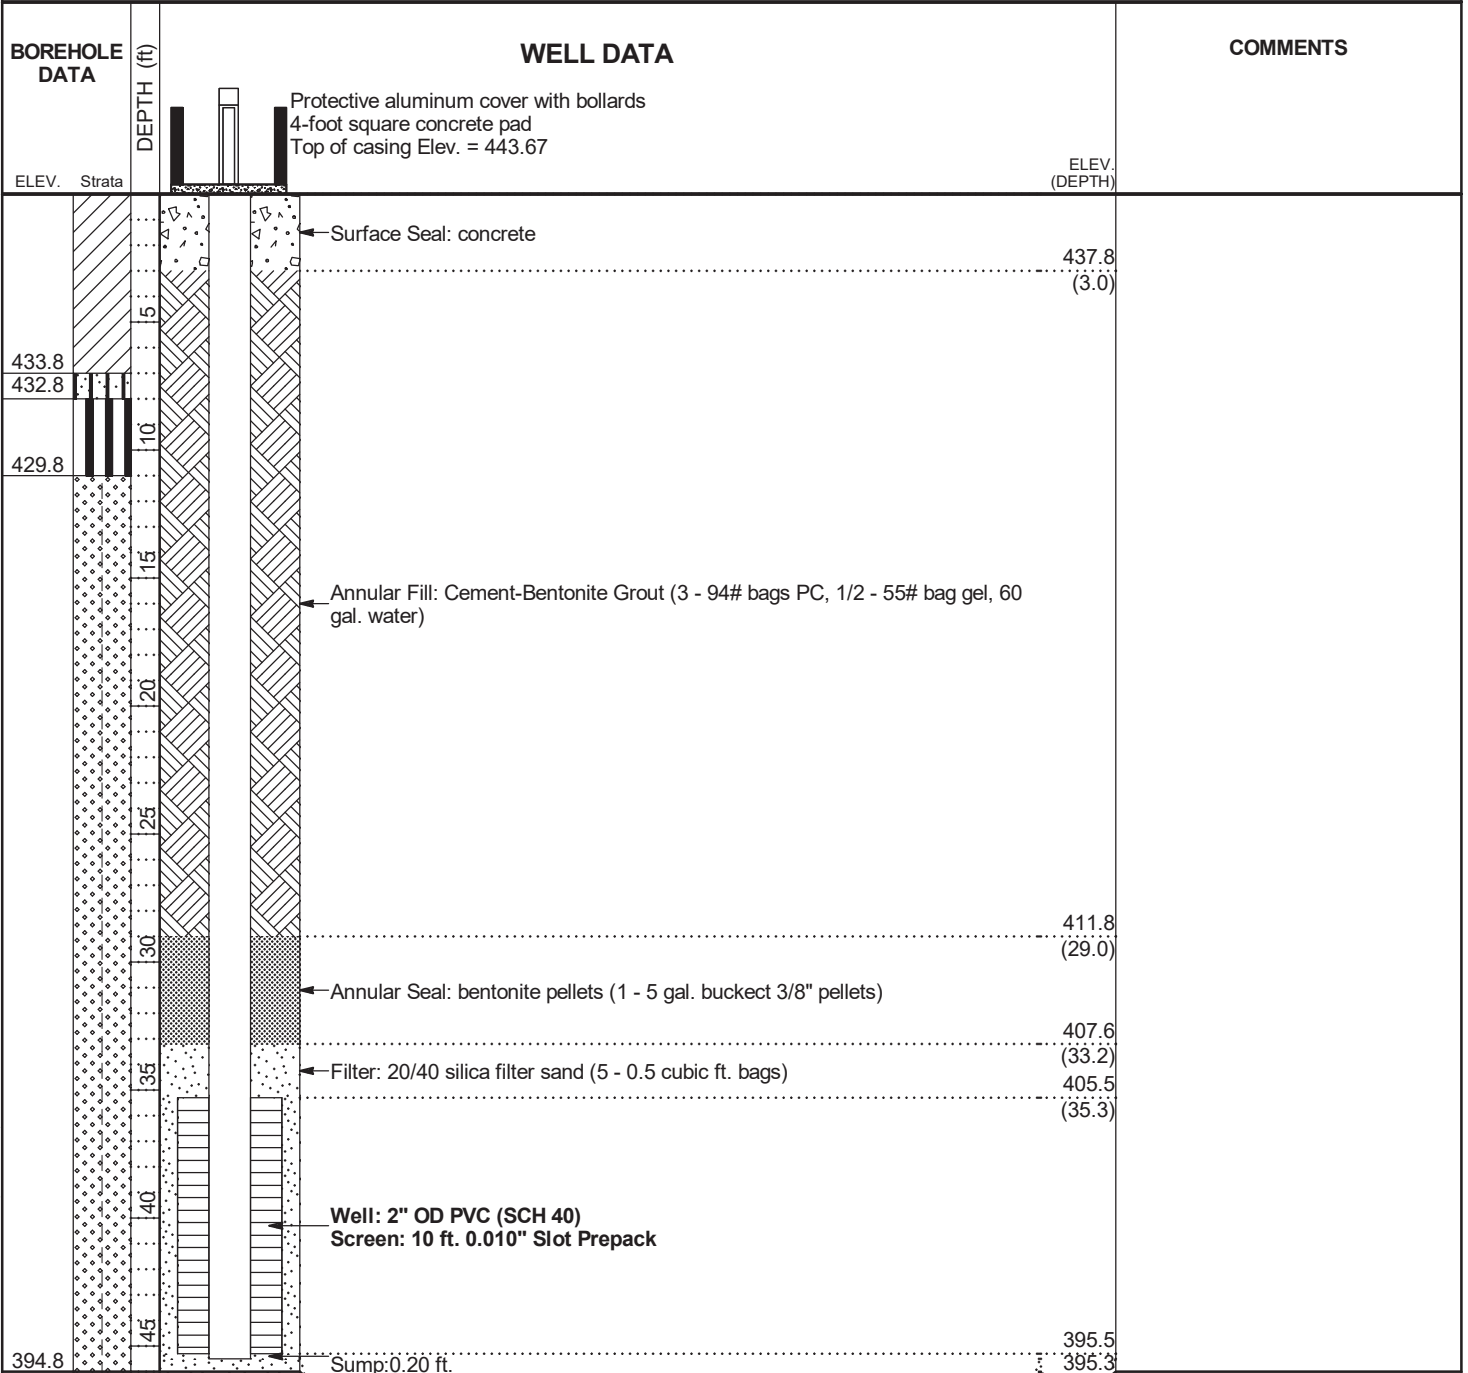 BOREHOLE
DATA
DEPTH (ft)
WELL DATA
COMMENTS
Protective aluminum cover with bollards
4-foot square concrete pad
Top of casing Elev. = 443.67
ELEV.
(DEPTH)
ELEV. Strata
Surface Seal: concrete
437.8
(3.0)
5
433.8
432.8
10
429.8
15
Annular Fill: Cement-Bentonite Grout (3 - 94# bags PC, 1/2 - 55# bag gel, 60
gal. water)
20
25
411.8
30
(29.0)
Annular Seal: bentonite pellets (1 - 5 gal. buckect 3/8" pellets)
407.6
(33.2)
35
Filter: 20/40 silica filter sand (5 - 0.5 cubic ft. bags)
405.5
(35.3)
40
Well: 2" OD PVC (SCH 40)
Screen: 10 ft. 0.010" Slot Prepack
45
395.5
394.8
Sump:0.20 ft.
395.3